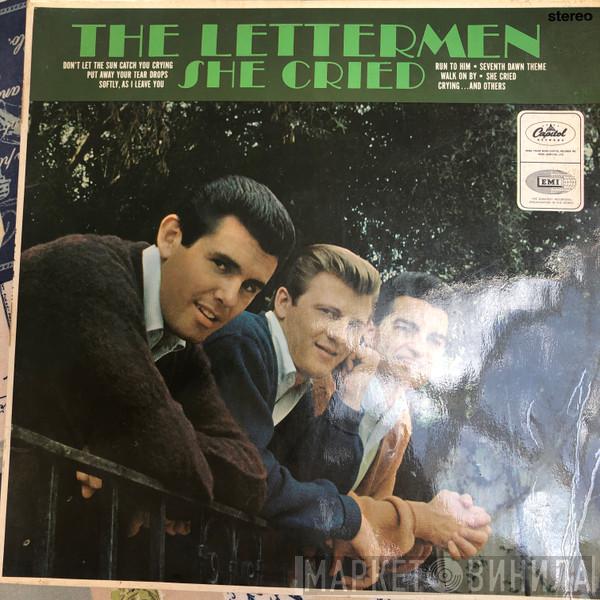 stereo
THE LETTERMEN
SHE CRIED
DON'T LET THE SUN CATCH YOU CRYING
PUT AWAY YOUR TEAR DROPS
SOFTLY, AS I LEAVE YOU
RUN TO HIM • SEVENTH DAWN THEME
WALK ON BY • SHE CRIED
CRYING...AND OTHERS
Capitol
RECORDS
EMI
МАРКЕТ ВИНИЛА